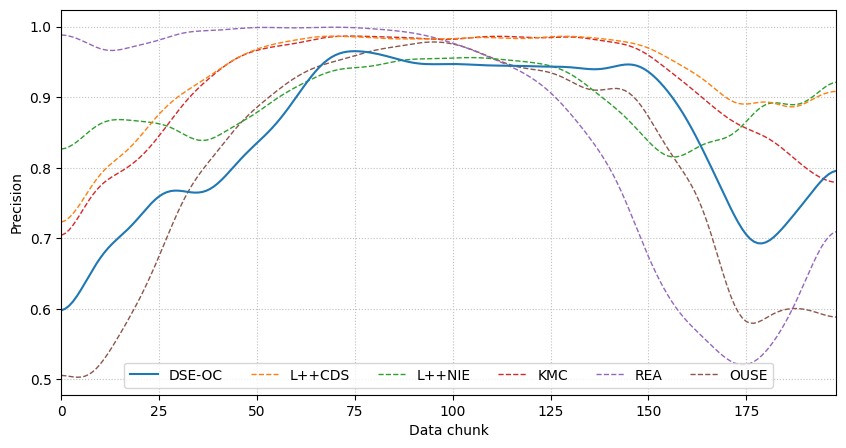 Precision
1.0
0.9
0.8
0.7
0.6
0.5
DSE-OC L++CDS L++NIE KMC REA OUSE
0 25 50 75 100 125 150 175
Data chunk